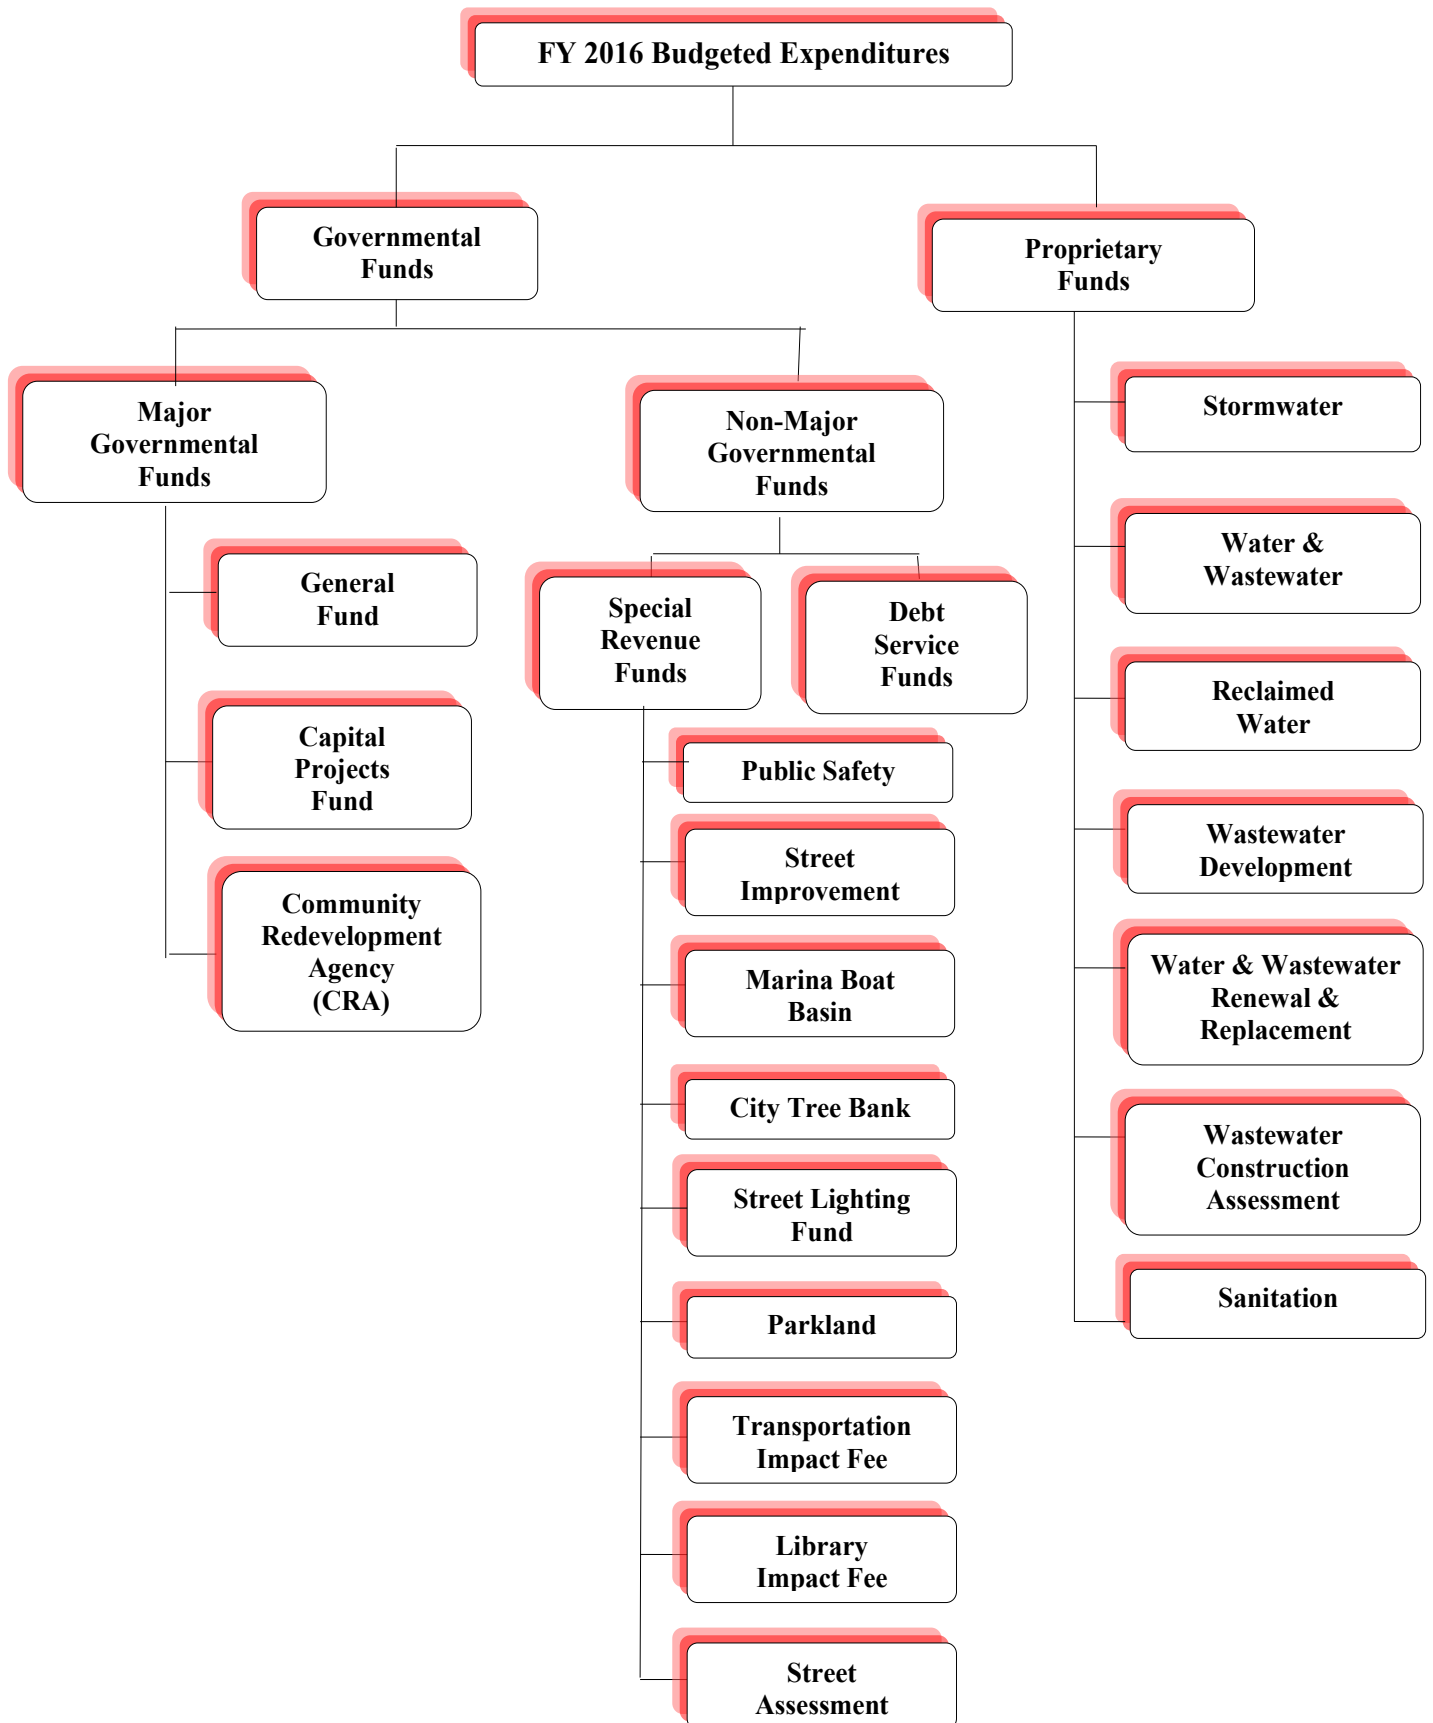 FY 2016 Budgeted Expenditures
Governmental
Funds
Proprietary
Funds
Major
Governmental
Funds
Non-Major
Governmental
Funds
General
Fund
Capital
Projects
Fund
Community
Redevelopment
Agency
(CRA)
Special
Revenue
Funds
Debt
Service
Funds
Public Safety
Street
Improvement
Marina Boat
Basin
City Tree Bank
Street Lighting
Fund
Parkland
Transportation
Impact Fee
Library
Impact Fee
Street
Assessment
Stormwater
Water &
Wastewater
Reclaimed
Water
Wastewater
Development
Water & Wastewater
Renewal &
Replacement
Wastewater
Construction
Assessment
Sanitation